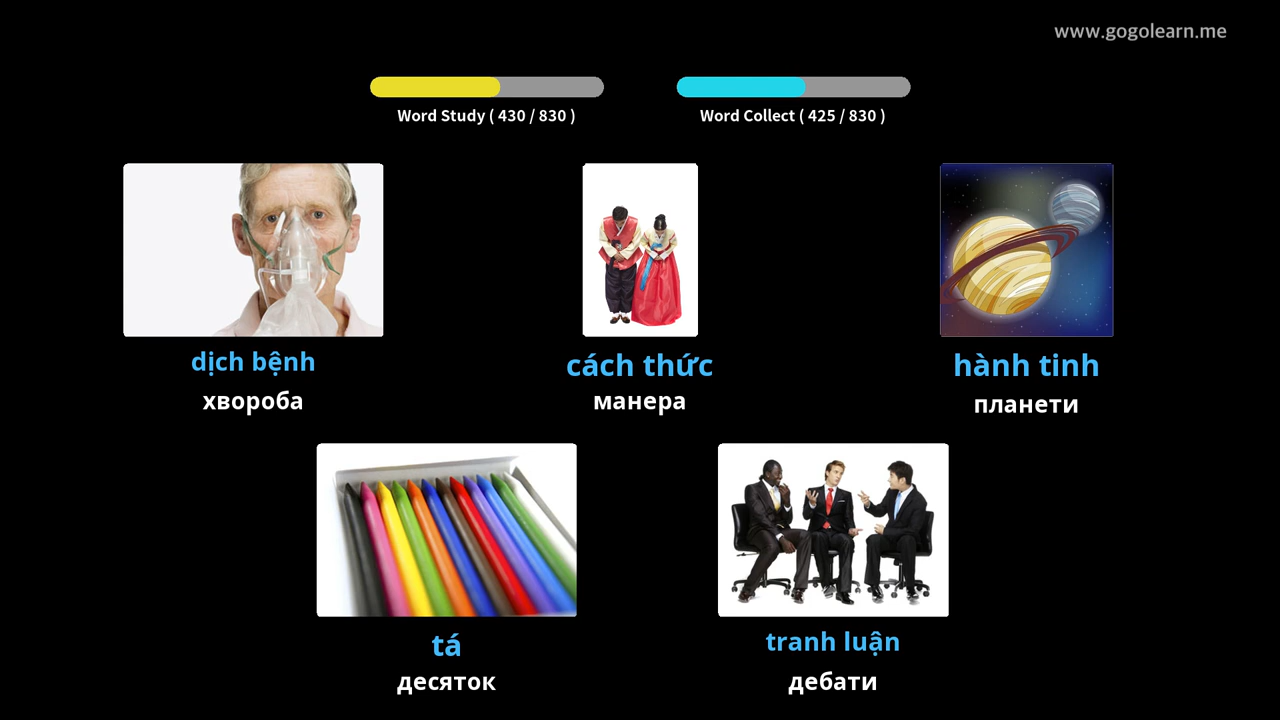 www.gogolearn.me
Word Study ( 430 / 830 )
Word Collect ( 425 / 830 )
dịch bệnh
хвороба
cách thức
манера
hành tinh
планети
tá
десяток
tranh luận
дебати